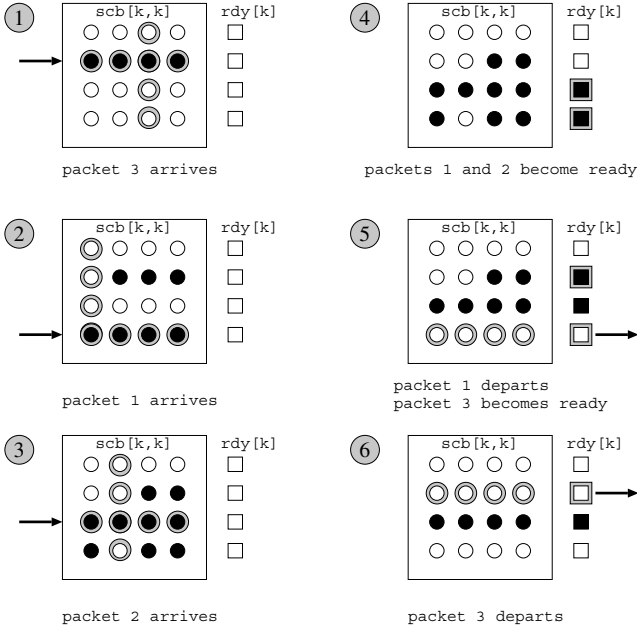 1
scb[k,k] rdy[k]
packet 3 arrives
2
scb[k,k] rdy[k]
packet 1 arrives
3
scb[k,k] rdy[k]
packet 2 arrives
4
scb[k,k] rdy[k]
packets 1 and 2 become ready
5
scb[k,k] rdy[k]
packet 1 departs
packet 3 becomes ready
6
scb[k,k] rdy[k]
packet 3 departs